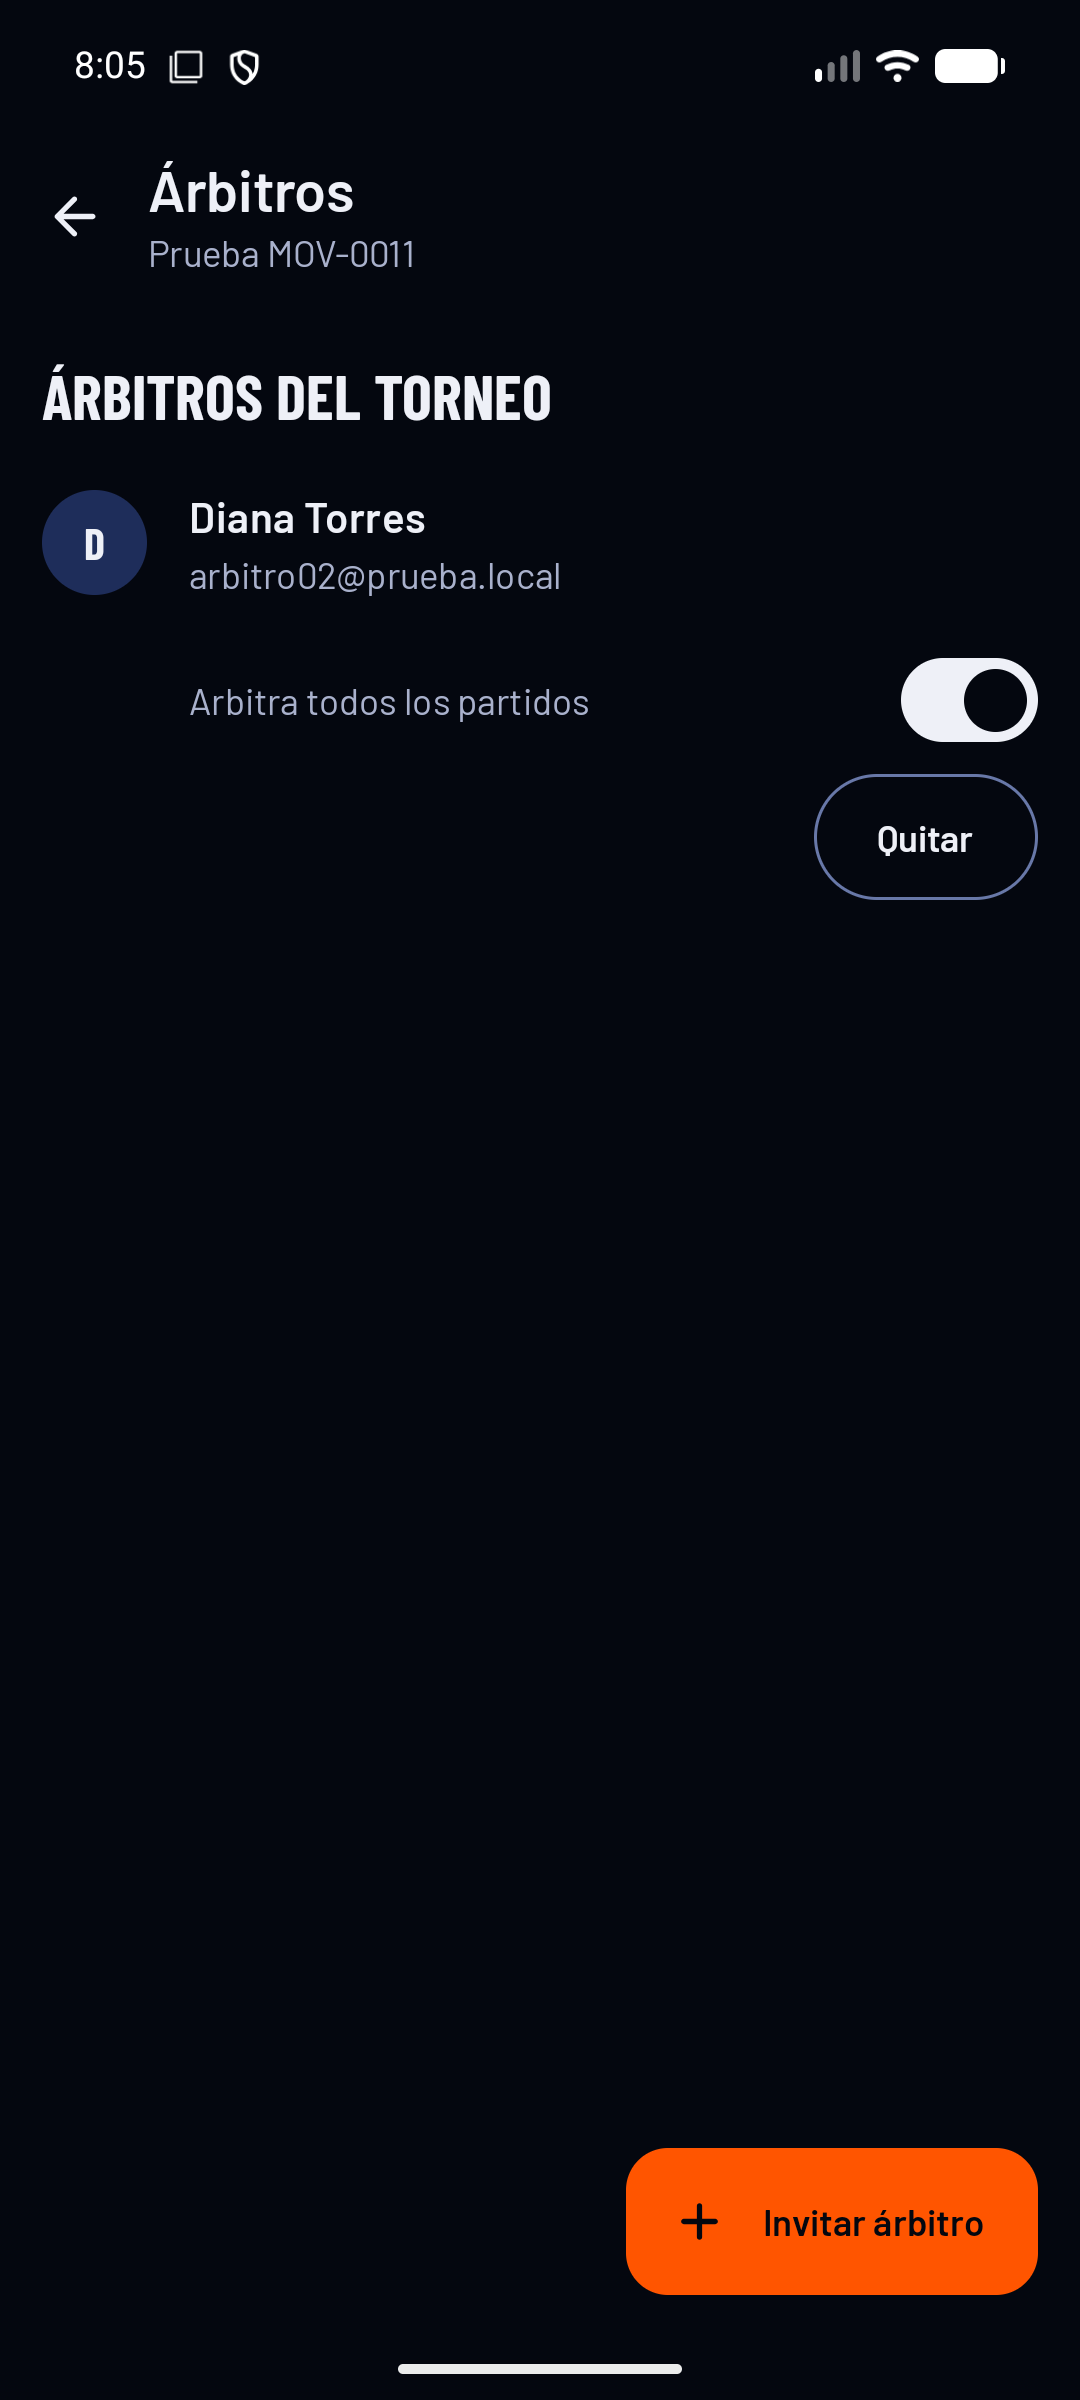 8:05
Árbitros
Prueba MOV-0011
ÁRBITROS DEL TORNEO
D
Diana Torres
arbitro02@prueba.local
Arbitra todos los partidos
Quitar
Invitar árbitro